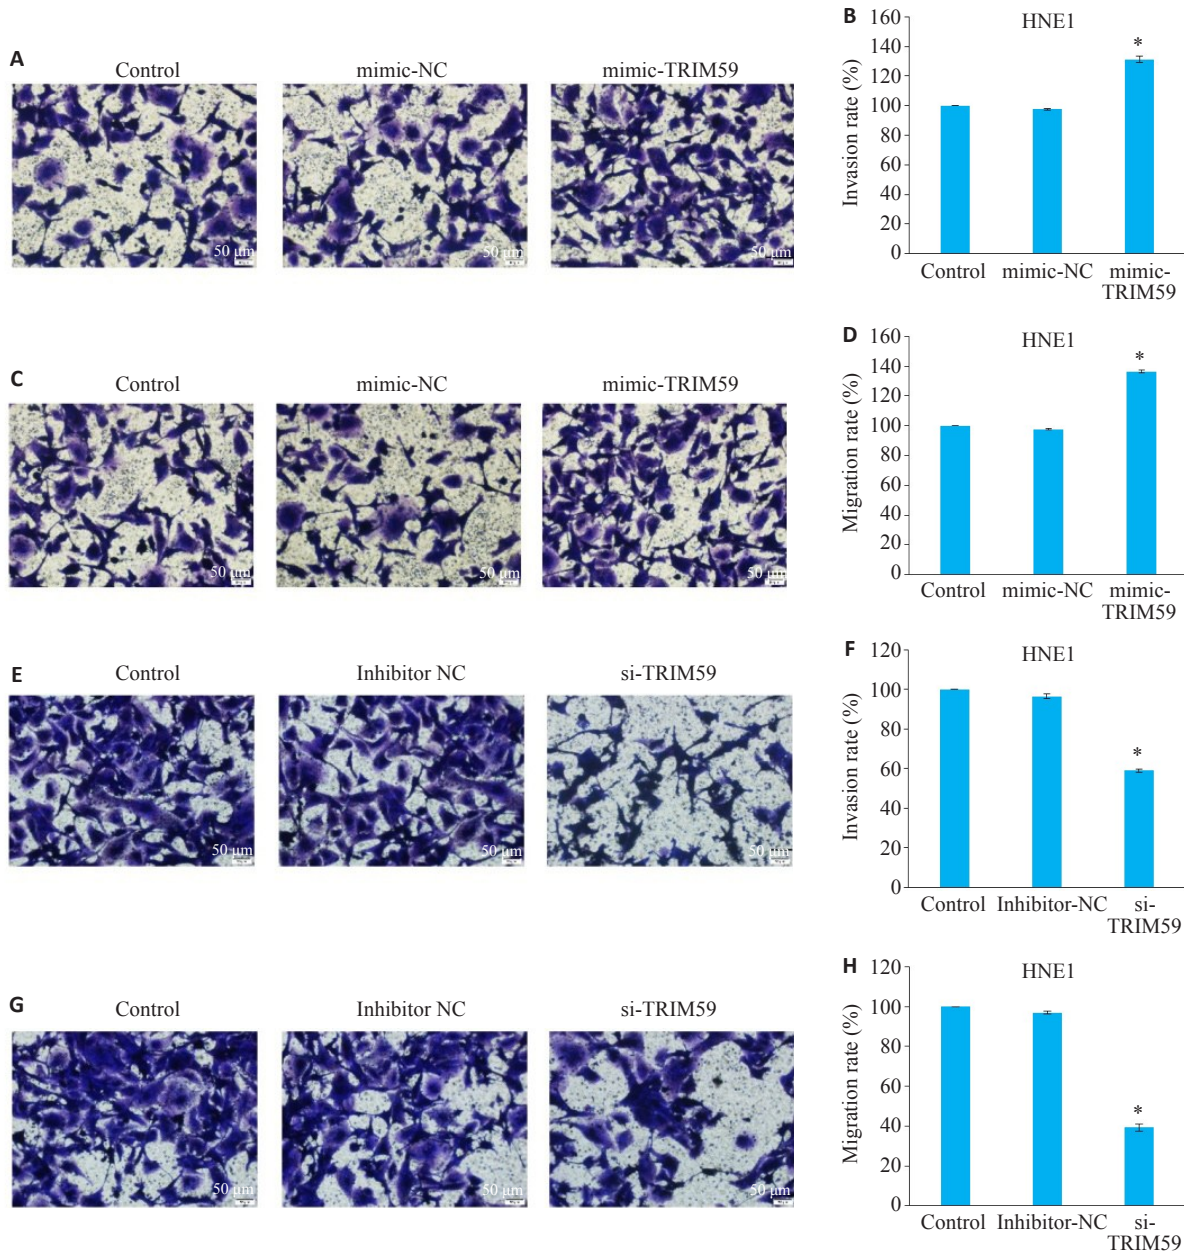 A
Control
mimic-NC
mimic-TRIM59
50 μm
50 μm
50 μm
B
HNE1
Invasion rate (%)
160
140
120
100
80
60
40
20
0
*
Control
mimic-NC
mimic-
TRIM59
C
Control
mimic-NC
mimic-TRIM59
50 μm
50 μm
50 μm
D
HNE1
Migration rate (%)
160
140
120
100
80
60
40
20
0
*
Control
mimic-NC
mimic-
TRIM59
E
Control
Inhibitor NC
si-TRIM59
50 μm
50 μm
50 μm
F
HNE1
Invasion rate (%)
120
100
80
60
40
20
0
*
Control
Inhibitor-NC
si-
TRIM59
G
Control
Inhibitor NC
si-TRIM59
50 μm
50 μm
50 μm
H
HNE1
Migration rate (%)
120
100
80
60
40
20
0
*
Control
Inhibitor-NC
si-
TRIM59